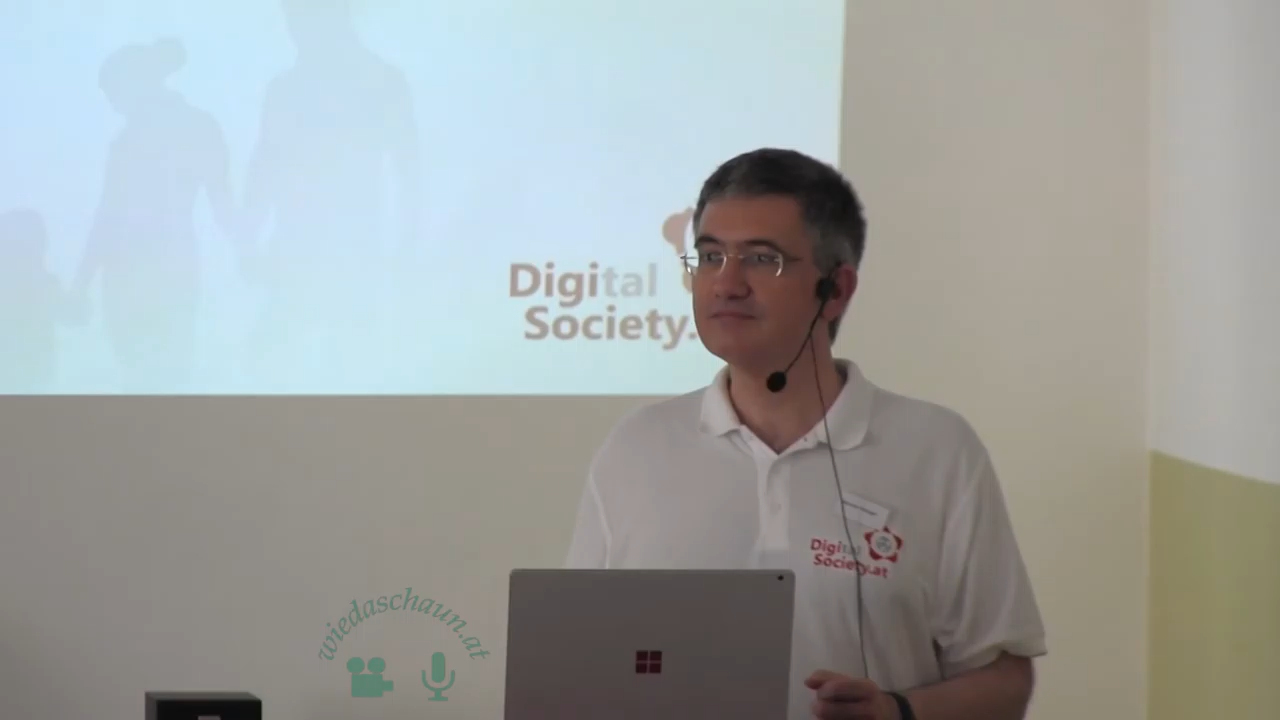 Digital
Society.
Digital
Society.at
wiedaschaun.at